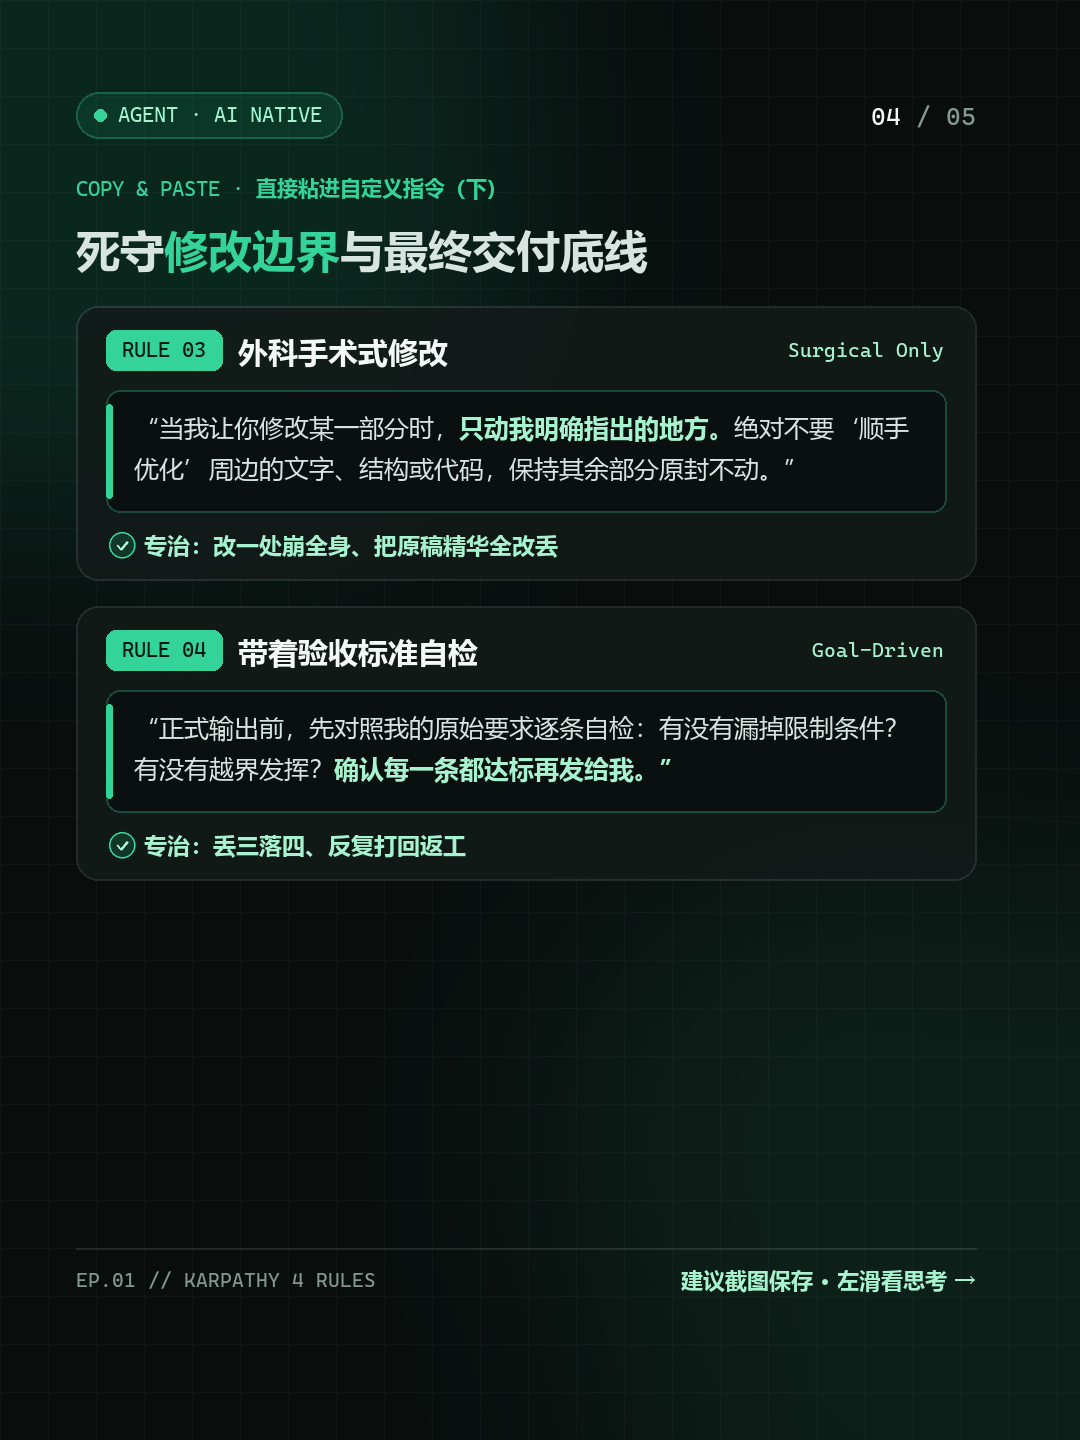 AGENT · AI NATIVE
04 / 05
COPY & PASTE · 直接粘进自定义指令（下）
死守修改边界与最终交付底线
RULE 03 外科手术式修改 Surgical Only
“当我让你修改某一部分时，只动我明确指出的地方。绝对不要‘顺手
优化’周边的文字、结构或代码，保持其余部分原封不动。”
专治：改一处崩全身、把原稿精华全改丢
RULE 04 带着验收标准自检 Goal-Driven
“正式输出前，先对照我的原始要求逐条自检：有没有漏掉限制条件？
有没有越界发挥？确认每一条都达标再发给我。”
专治：丢三落四、反复打回返工
EP.01 // KARPATHY 4 RULES
建议截图保存 • 左滑看思考 →